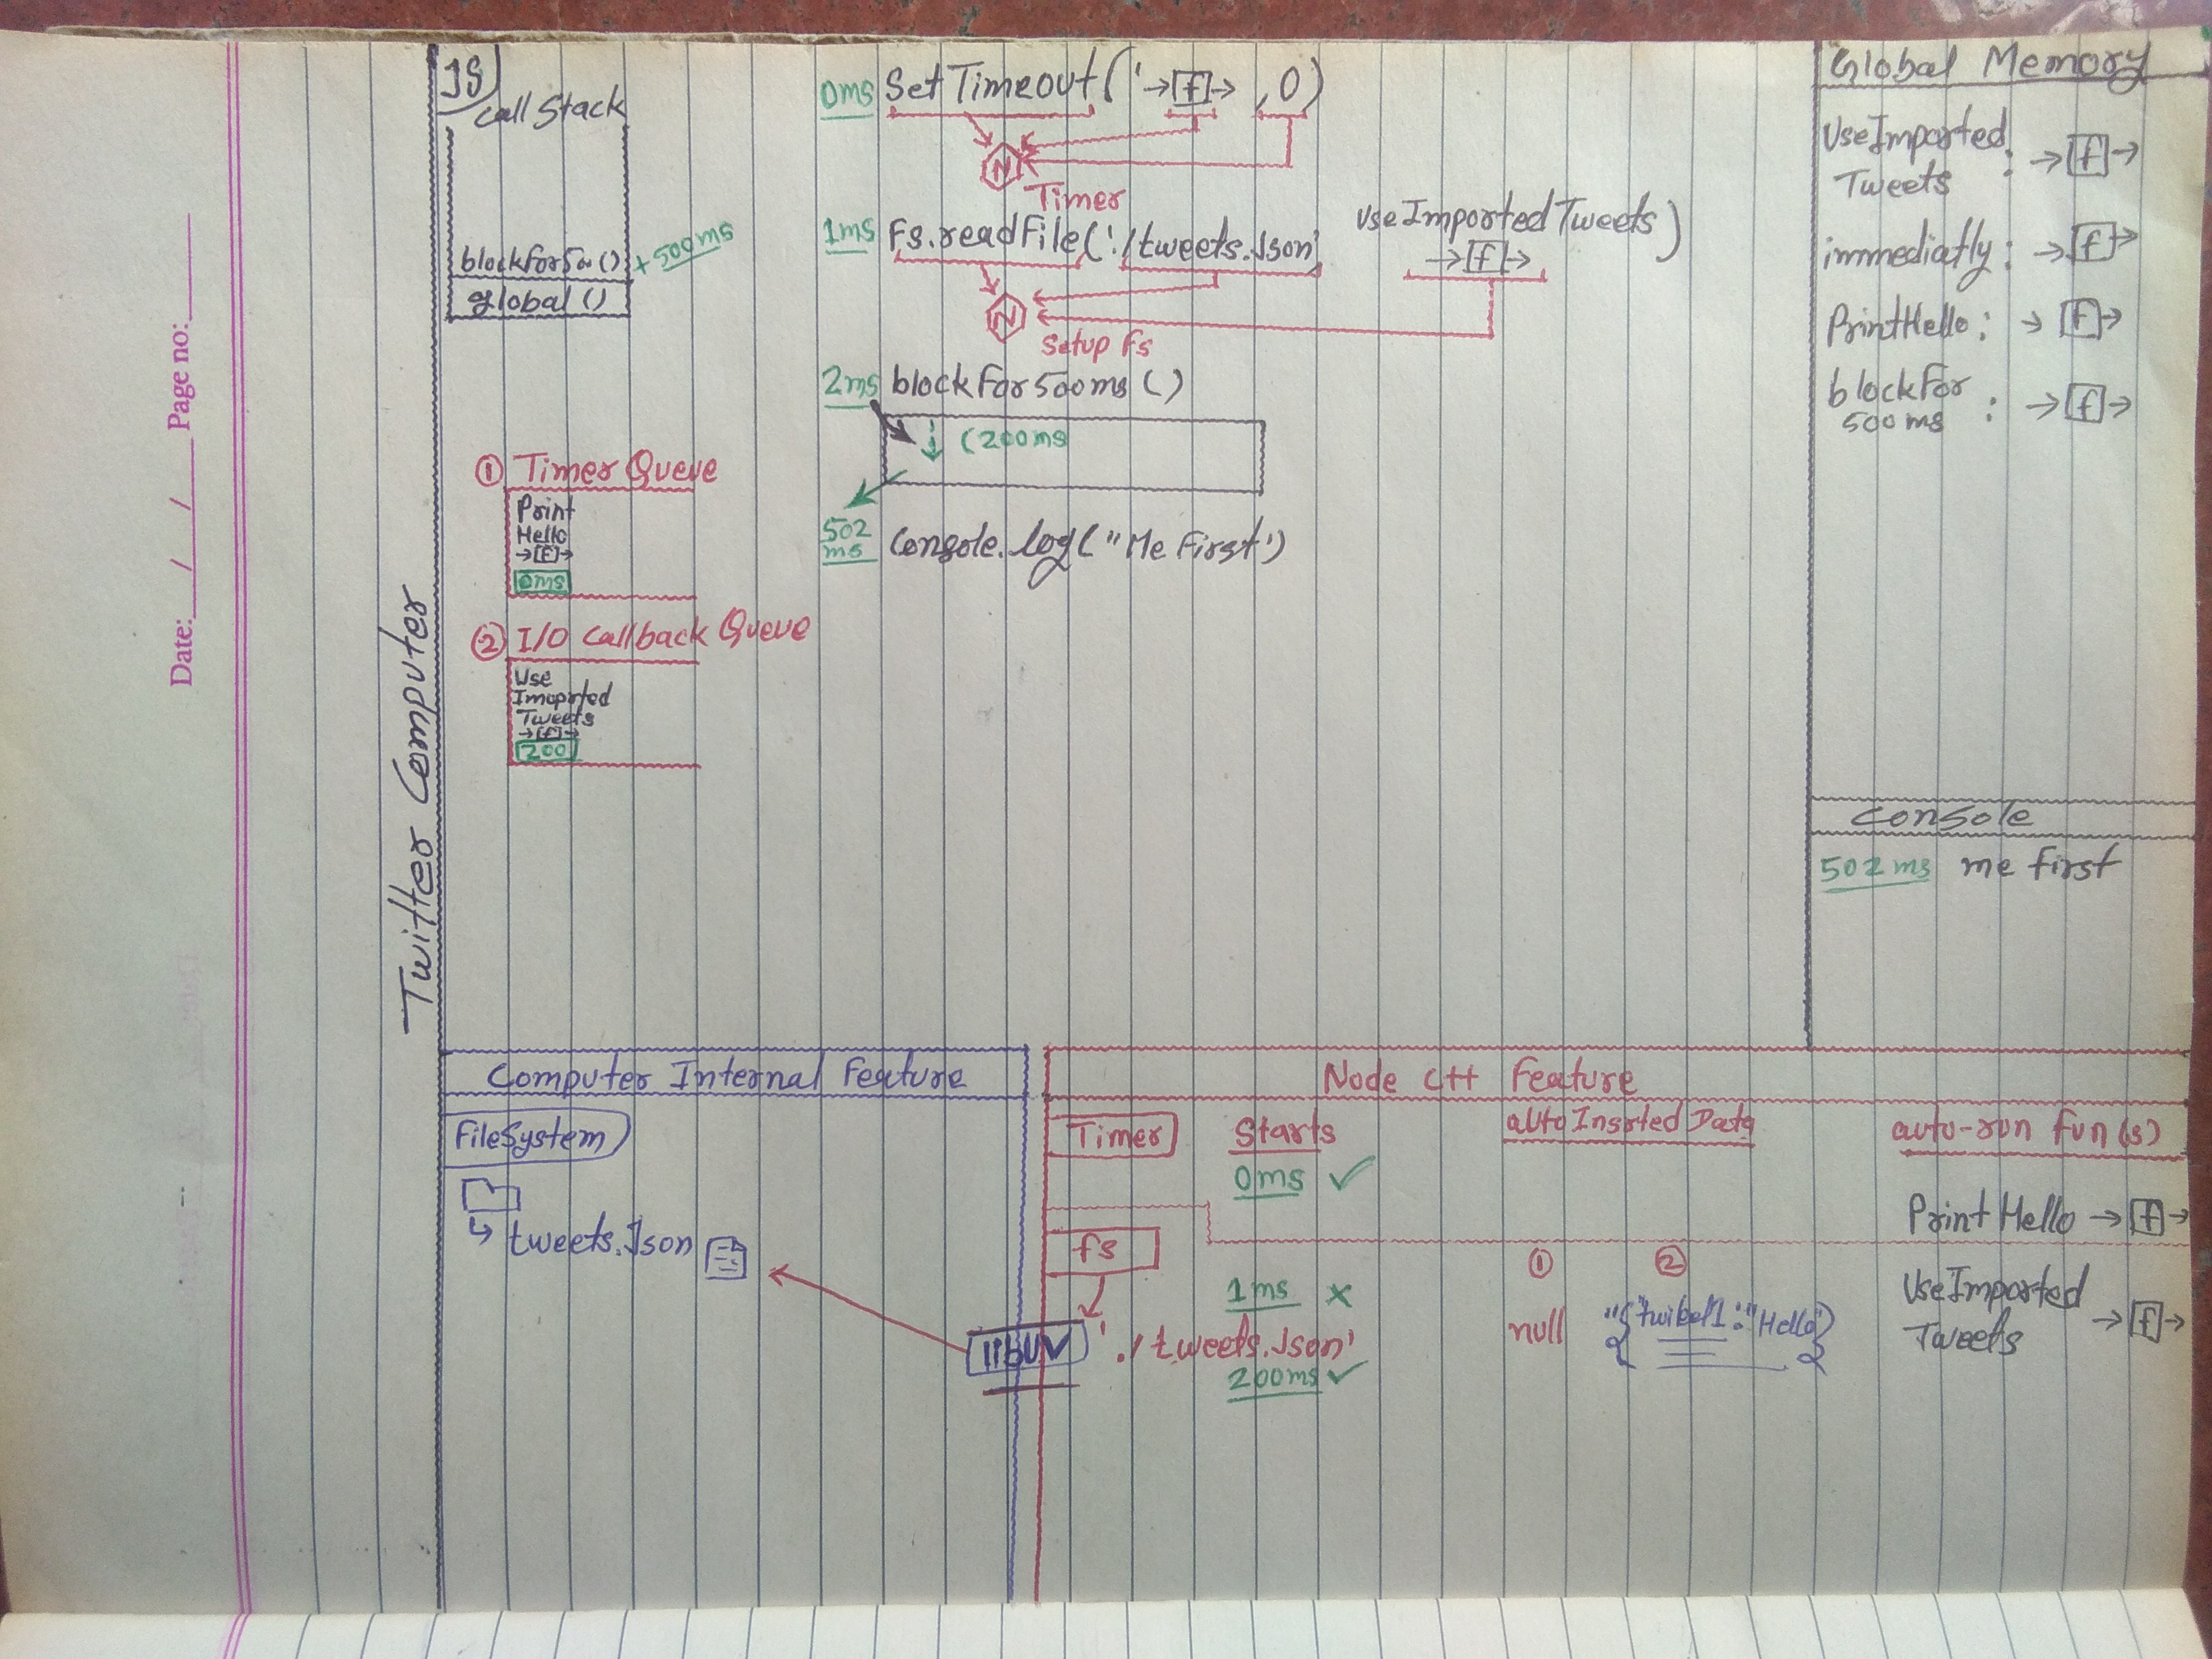 JS
Call Stack
blockfor500()
+500ms
global()
0ms SetTimeout('→[f]→ ,0)
N
Timer
1ms Fs.readFile('./tweets.Json' UseImportedTweets)
→[f]→
N
Setup Fs
2ms blockFor500ms()
(200ms
502 ms Console.log("Me First')
① Timer Queue
Print
Hello
→[f]→
0ms
② I/O Callback Queue
Use
Imoprted
Tweets
→[f]→
200
Twitter Computer
Date: / / Page no:
Global Memory
UseImported
Tweets : →[f]→
immediatly : →[f]→
PrintHello : →[f]→
blockFor
500ms : →[f]→
Console
502ms me first
Computer Internal Feature
FileSystem
↳ tweets.Json
Node C++ Feature
Timer Starts auto Insrted Data auto-run fun(s)
0ms ✓
Print Hello →[f]→
fs
① ②
1ms ×
null
UseImported
Tweets →[f]→
libUV './tweets.Json'
200ms ✓